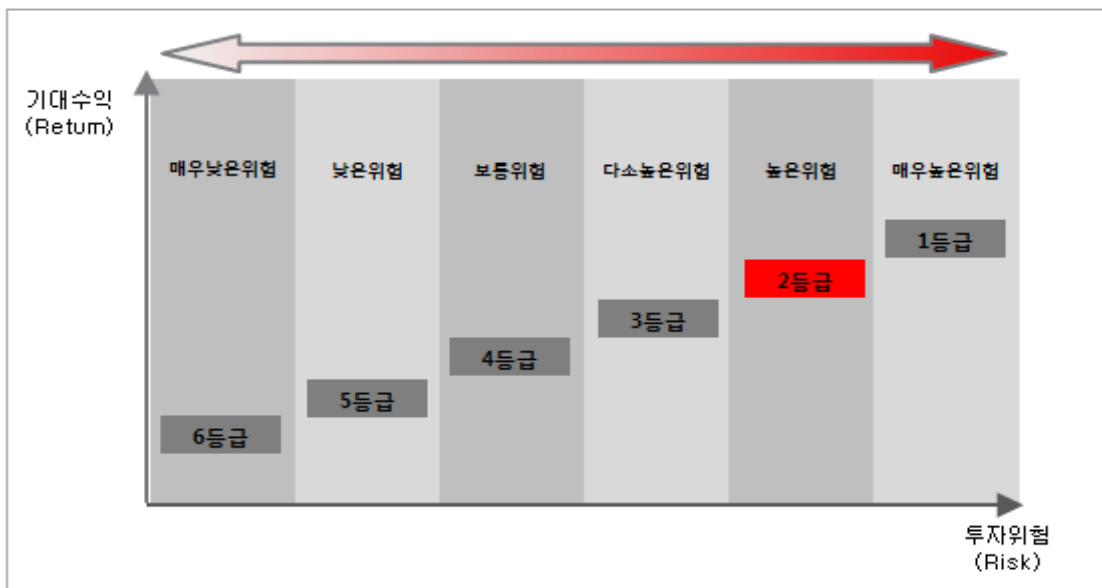 기대수익
(Return)
매우낮은위험
낮은위험
보통위험
다소높은위험
높은위험
매우높은위험
1등급
2등급
3등급
4등급
5등급
6등급
투자위험
(Risk)